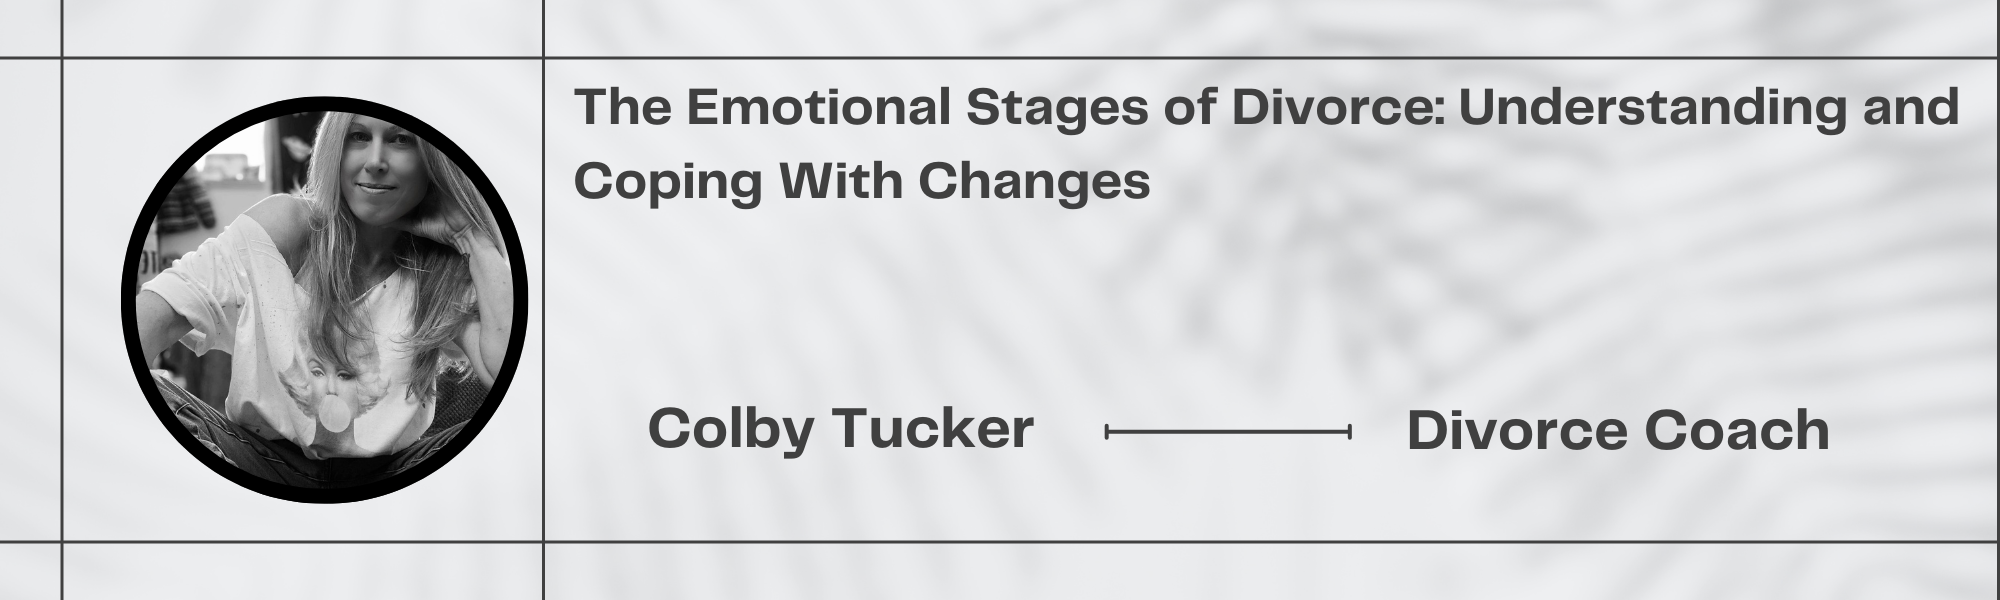 The Emotional Stages of Divorce: Understanding and
Coping With Changes
Colby Tucker
Divorce Coach